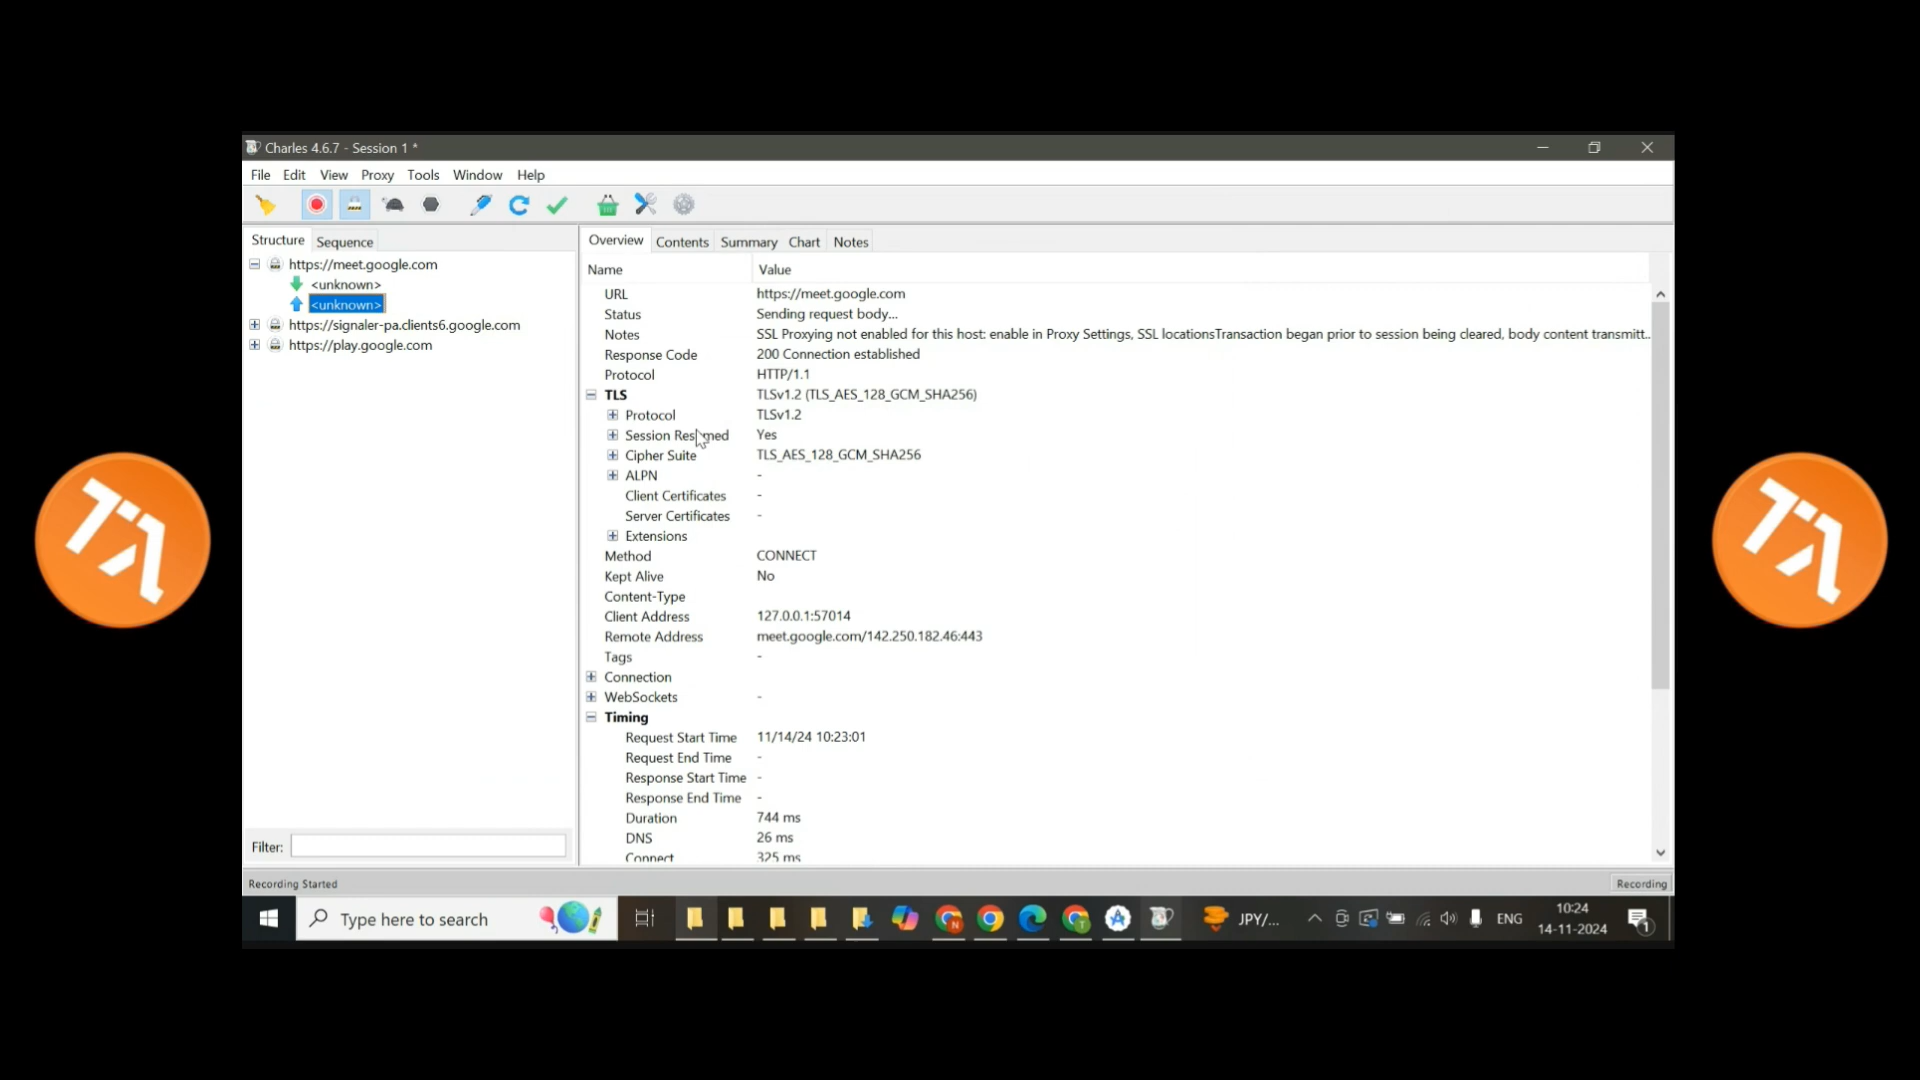 Charles 4.6.7 - Session 1 *
File Edit View Proxy Tools Window Help
Structure Sequence
https://meet.google.com
<unknown>
<unknown>
https://signaler-pa.clients6.google.com
https://play.google.com
Filter:
Overview Contents Summary Chart Notes
Name Value
URL https://meet.google.com
Status Sending request body...
Notes SSL Proxying not enabled for this host: enable in Proxy Settings, SSL locationsTransaction began prior to session being cleared, body content transmitt...
Response Code 200 Connection established
Protocol HTTP/1.1
TLS TLSv1.2 (TLS_AES_128_GCM_SHA256)
Protocol TLSv1.2
Session Resumed Yes
Cipher Suite TLS_AES_128_GCM_SHA256
ALPN -
Client Certificates -
Server Certificates -
Extensions
Method CONNECT
Kept Alive No
Content-Type
Client Address 127.0.0.1:57014
Remote Address meet.google.com/142.250.182.46:443
Tags -
Connection
WebSockets -
Timing
Request Start Time 11/14/24 10:23:01
Request End Time -
Response Start Time -
Response End Time -
Duration 744 ms
DNS 26 ms
Connect 325 ms
Recording Started Recording
Type here to search JPY/... ENG 10:24
14-11-2024
1
TA
TA